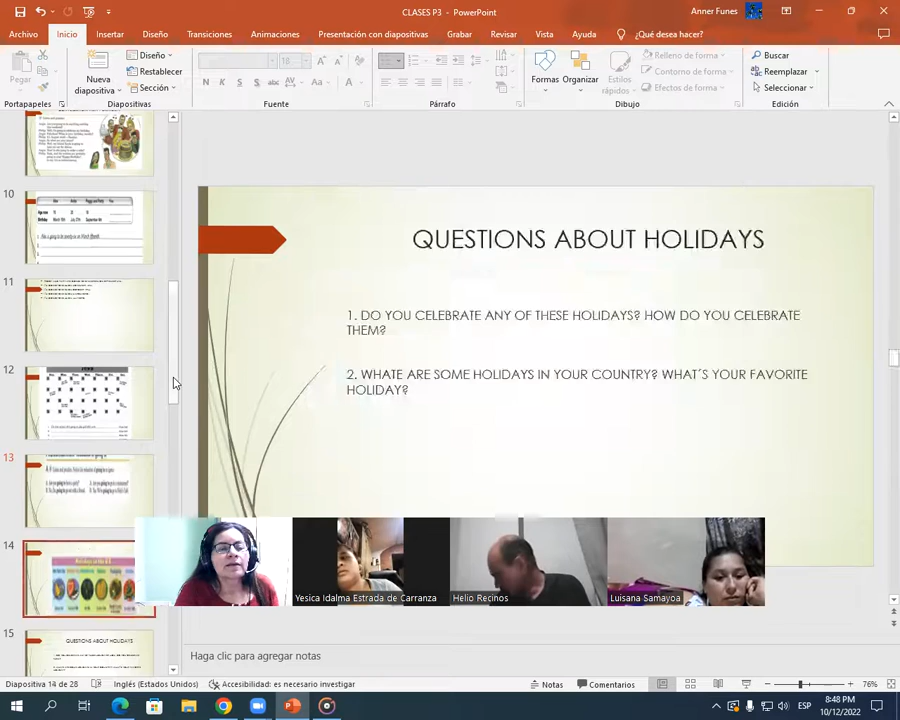 CLASES P3 - PowerPoint
Anner Funes
Archivo
Inicio
Insertar
Diseño
Transiciones
Animaciones
Presentación con diapositivas
Grabar
Revisar
Vista
Ayuda
¿Qué desea hacer?
Pegar
Nueva
diapositiva
Diseño
Restablecer
Sección
18
Formas
Organizar
Estilos
rápidos
Relleno de forma
Contorno de forma
Efectos de forma
Buscar
Reemplazar
Seleccionar
Portapapeles
Diapositivas
Fuente
Párrafo
Dibujo
Edición
10
11
12
13
14
15
QUESTIONS ABOUT HOLIDAYS
QUESTIONS ABOUT HOLIDAYS
1. DO YOU CELEBRATE ANY OF THESE HOLIDAYS? HOW DO YOU CELEBRATE
THEM?
2. WHATE ARE SOME HOLIDAYS IN YOUR COUNTRY? WHAT´S YOUR FAVORITE
HOLIDAY?
Yesica Idalma Estrada de Carranza
Helio Recinos
Luisana Samayoa
Haga clic para agregar notas
Diapositiva 14 de 28
Inglés (Estados Unidos)
Accesibilidad: es necesario investigar
Notas
Comentarios
76%
ESP
8:48 PM
10/12/2022